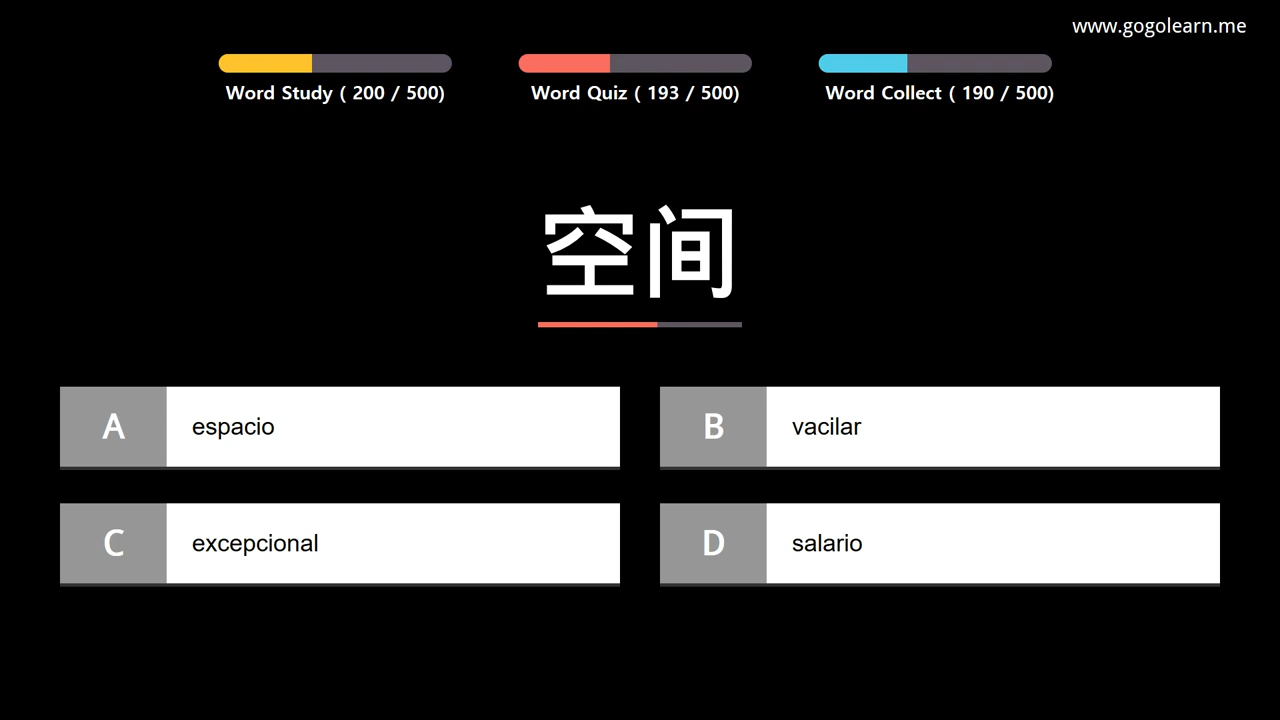 www.gogolearn.me
Word Study ( 200 / 500)
Word Quiz ( 193 / 500)
Word Collect ( 190 / 500)
空间
A espacio
B vacilar
C excepcional
D salario